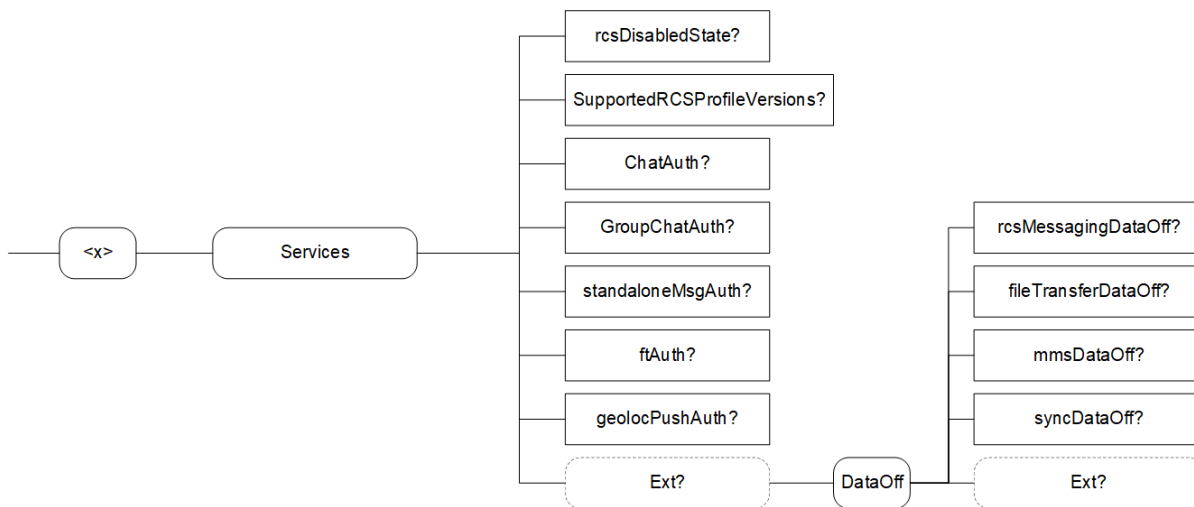 rcsDisabledState?
SupportedRCSProfileVersions?
ChatAuth?
<x>
Services
GroupChatAuth?
rcsMessagingDataOff?
standaloneMsgAuth?
fileTransferDataOff?
ftAuth?
mmsDataOff?
geolocPushAuth?
syncDataOff?
Ext?
DataOff
Ext?